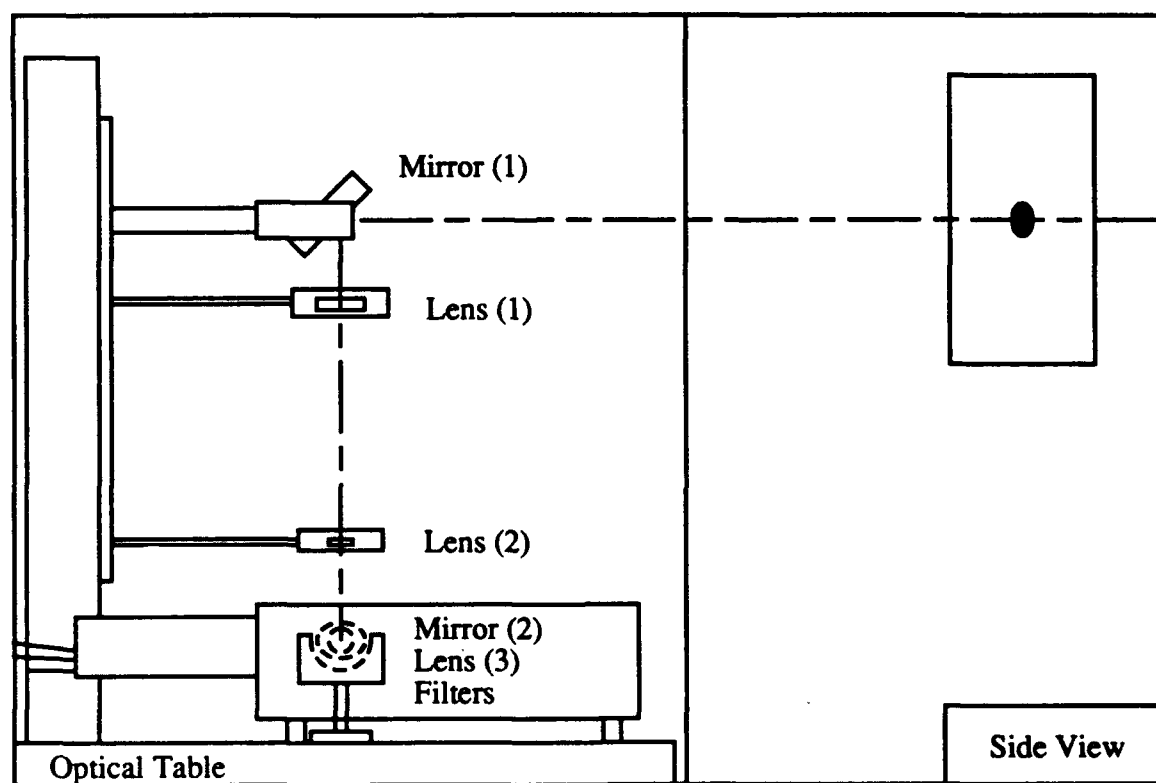 Mirror (1)
Lens (1)
Lens (2)
Mirror (2)
Lens (3)
Filters
Optical Table
Side View